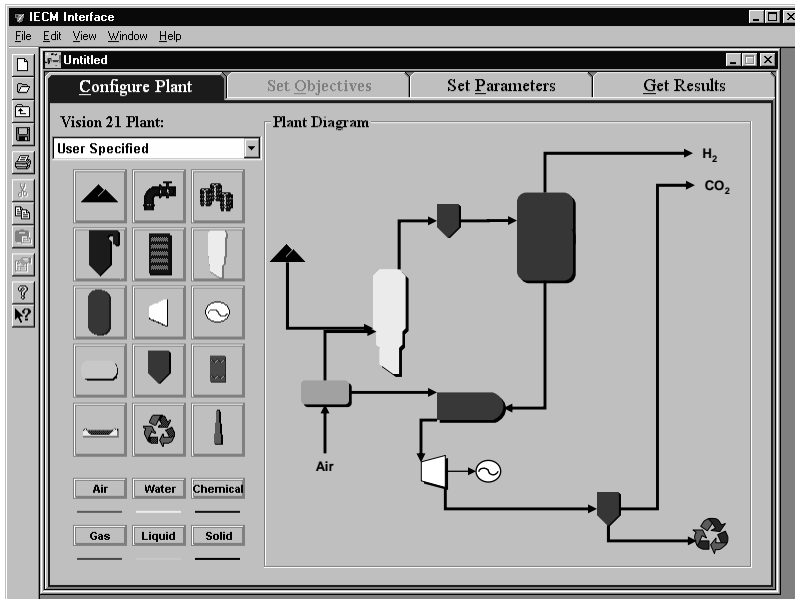 IECM Interface
File Edit View Window Help
Untitled
Configure Plant
Set Objectives
Set Parameters
Get Results
Vision 21 Plant:
User Specified
Plant Diagram
H2
CO2
Air
Air Water Chemical
Gas Liquid Solid